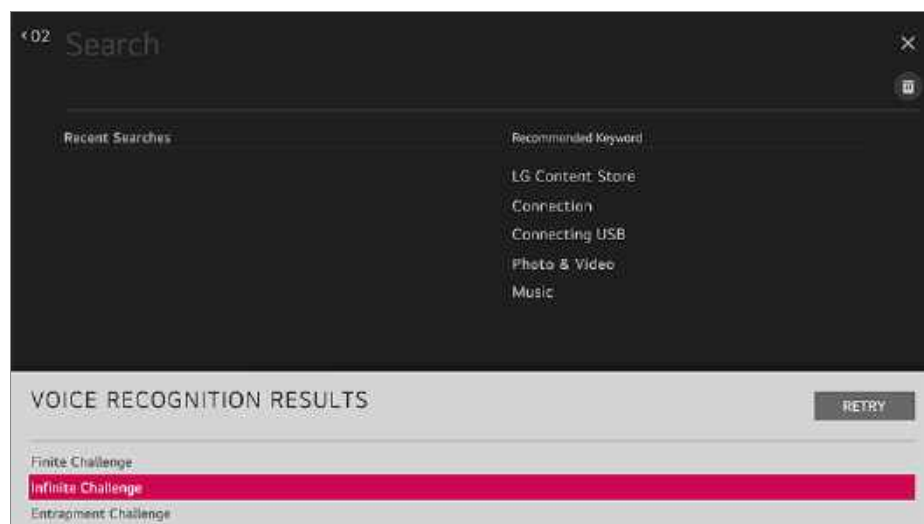 <02 Search
Recent Searches
Recommended Keyword
LG Content Store
Connection
Connecting USB
Photo & Video
Music
VOICE RECOGNITION RESULTS
RETRY
Finite Challenge
Infinite Challenge
Entrapment Challenge